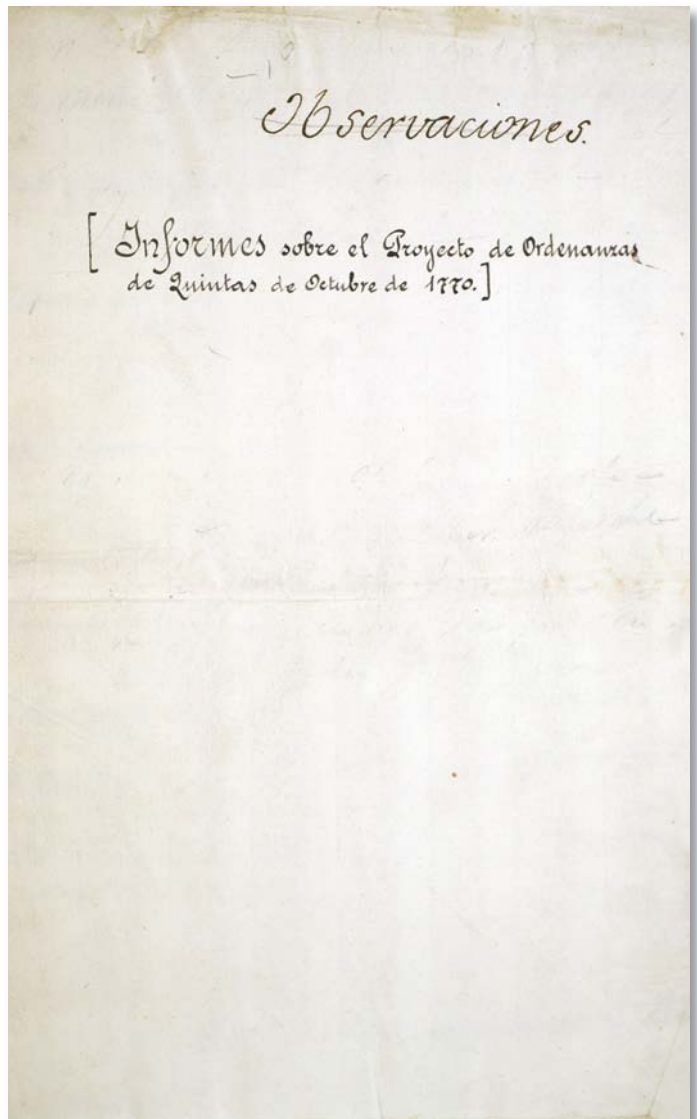 Observaciones.
[Informes sobre el Proyecto de Ordenanzas
de Quintas de Octubre de 1770.]